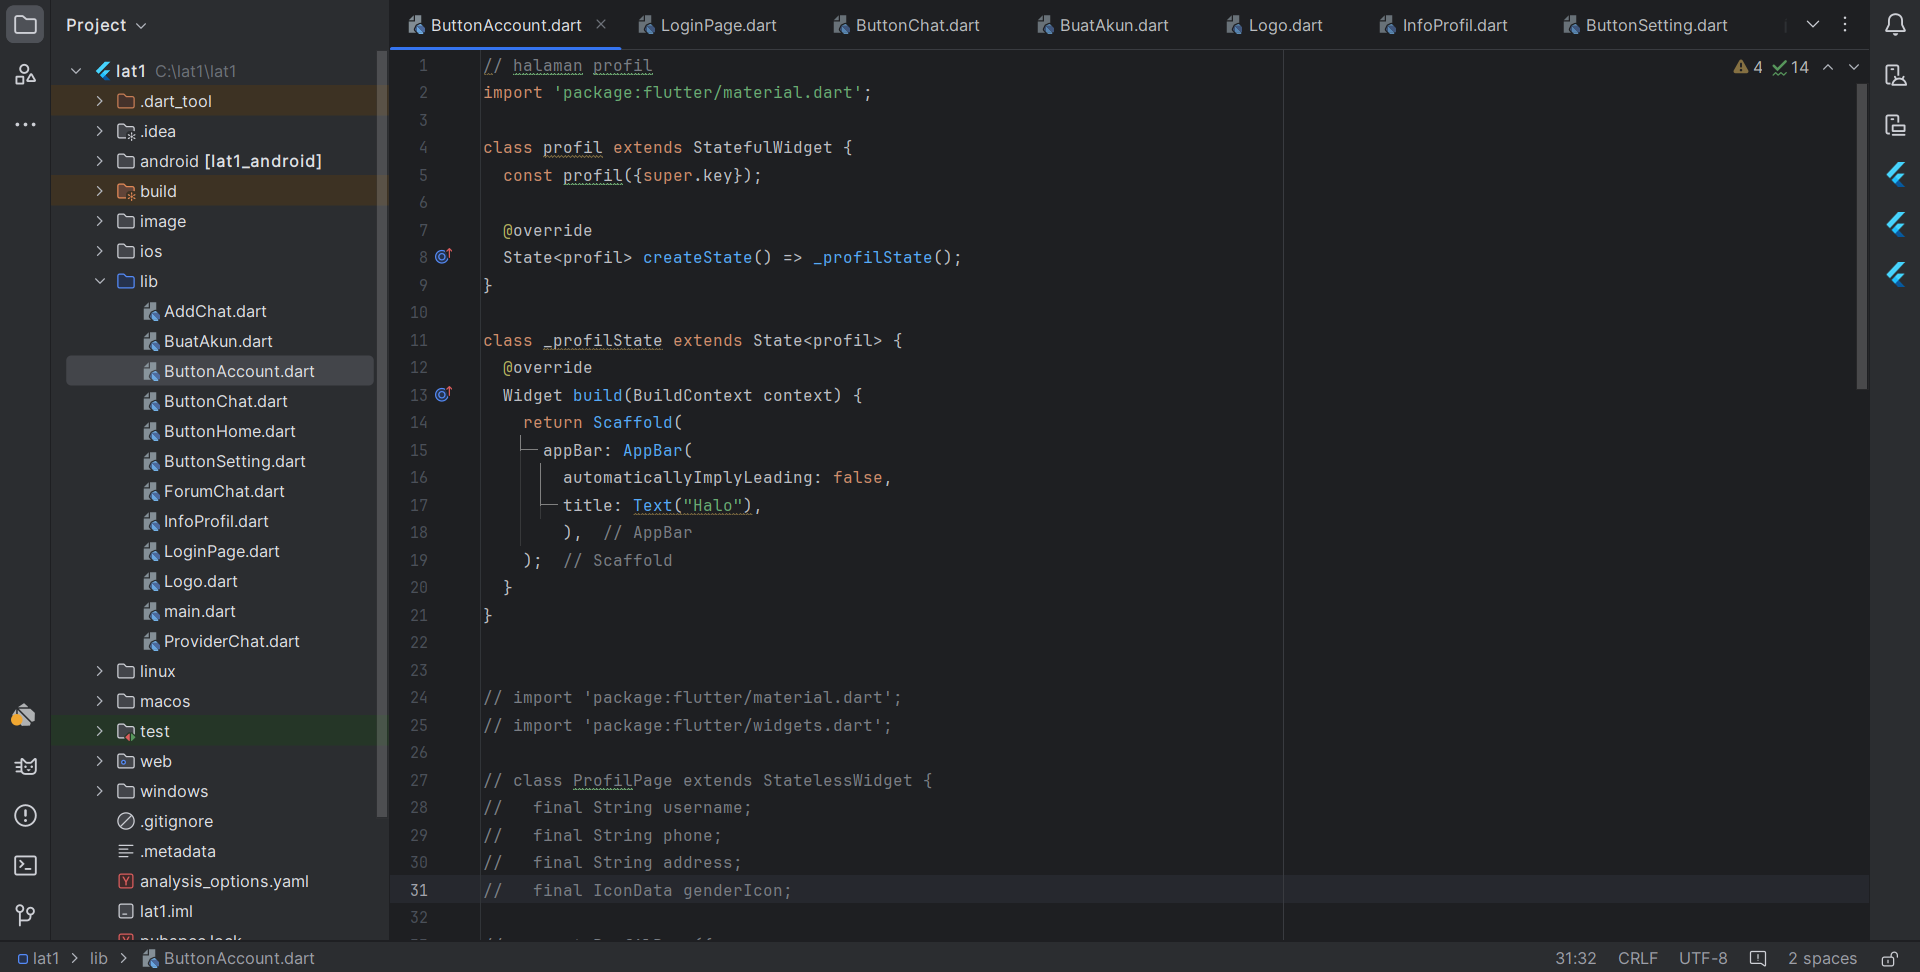 Project
lat1 C:\lat1\lat1
.dart_tool
.idea
android [lat1_android]
build
image
ios
lib
AddChat.dart
BuatAkun.dart
ButtonAccount.dart
ButtonChat.dart
ButtonHome.dart
ButtonSetting.dart
ForumChat.dart
InfoProfil.dart
LoginPage.dart
Logo.dart
main.dart
ProviderChat.dart
linux
macos
test
web
windows
.gitignore
.metadata
analysis_options.yaml
lat1.iml
ButtonAccount.dart LoginPage.dart ButtonChat.dart BuatAkun.dart Logo.dart InfoProfil.dart ButtonSetting.dart
4 14
1 // halaman profil
2 import 'package:flutter/material.dart';
3
4 class profil extends StatefulWidget {
5   const profil({super.key});
6
7   @override
8   State<profil> createState() => _profilState();
9 }
10
11 class _profilState extends State<profil> {
12   @override
13   Widget build(BuildContext context) {
14     return Scaffold(
15       appBar: AppBar(
16         automaticallyImplyLeading: false,
17         title: Text("Halo"),
18         ),  // AppBar
19     );  // Scaffold
20   }
21 }
22
23
24 // import 'package:flutter/material.dart';
25 // import 'package:flutter/widgets.dart';
26
27 // class ProfilPage extends StatelessWidget {
28 //   final String username;
29 //   final String phone;
30 //   final String address;
31 //   final IconData genderIcon;
32
lat1 > lib > ButtonAccount.dart
31:32 CRLF UTF-8 2 spaces